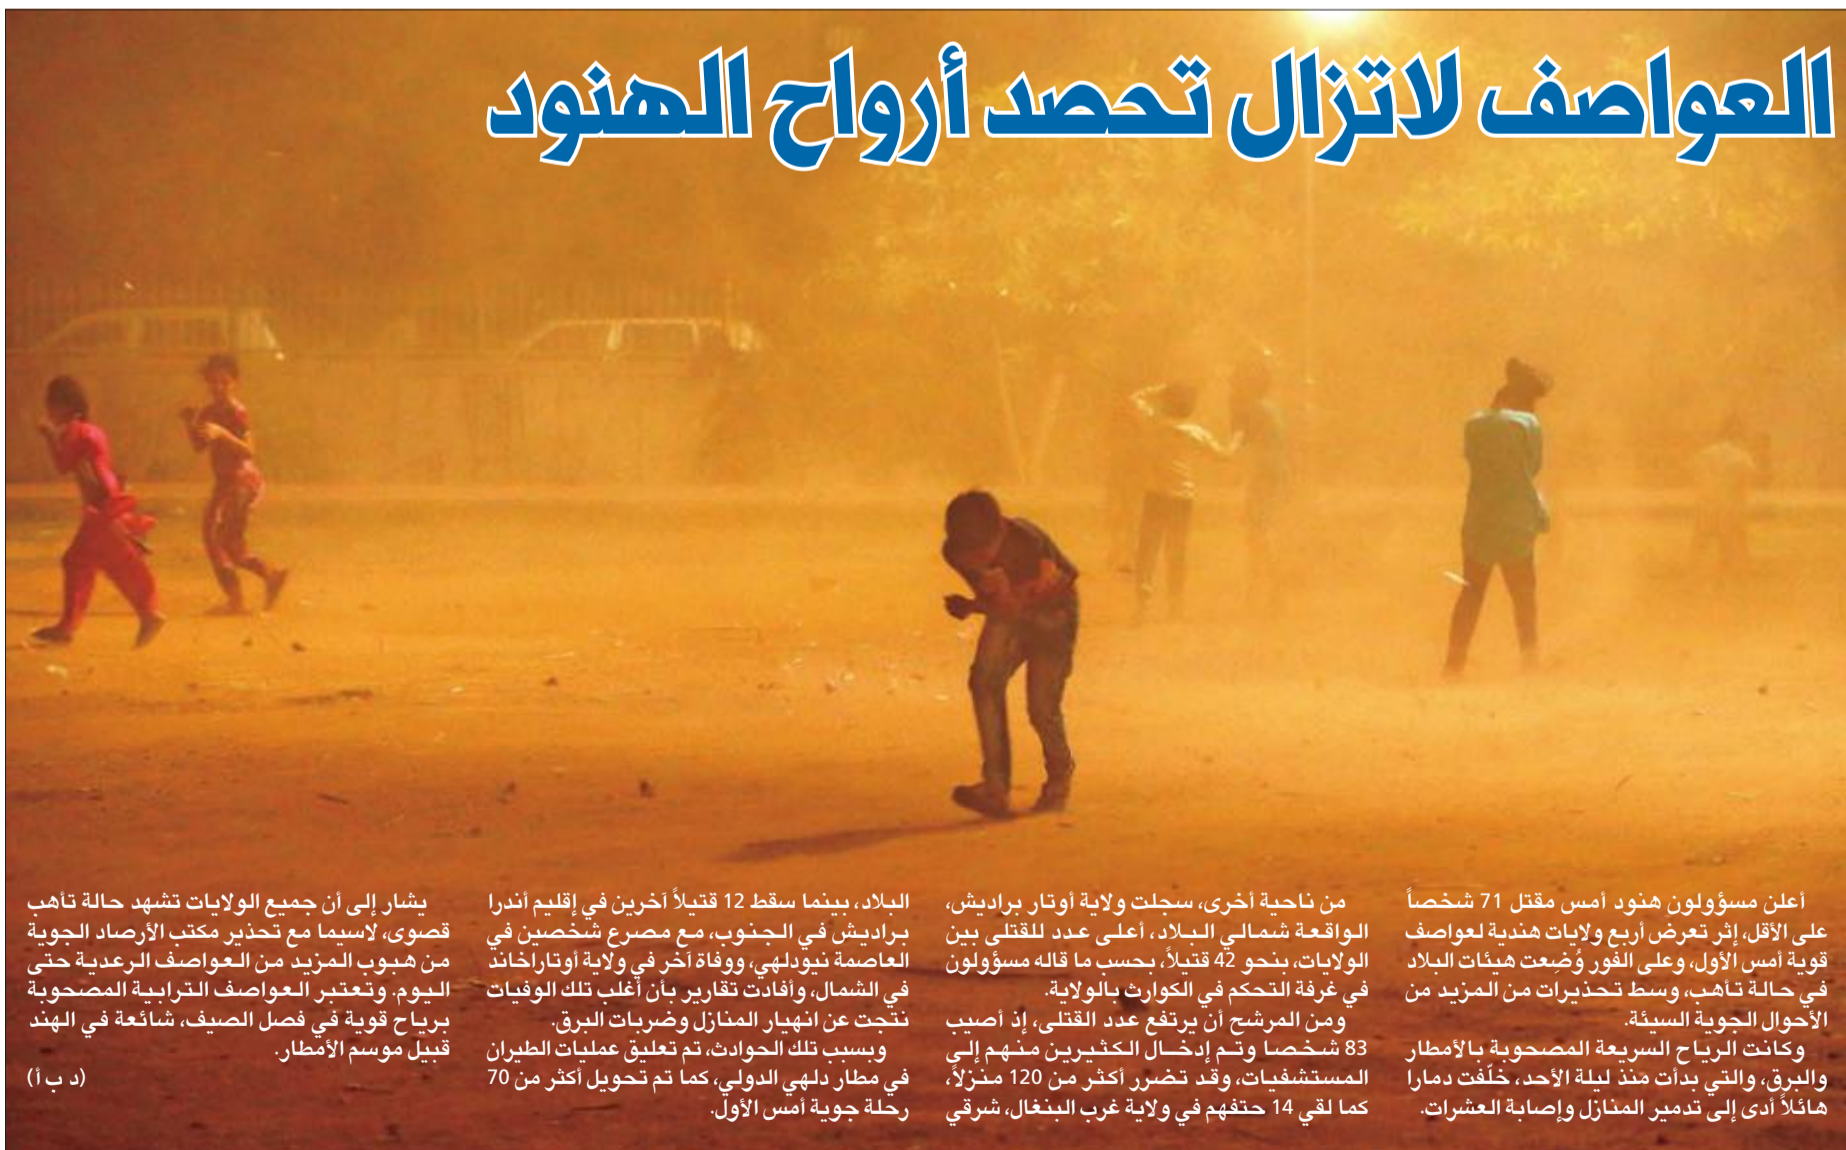 العواصف لاتزال تحصد أرواح الهنود
أعلن مسؤولون هنود أمس مقتل 71 شخصاً
على الأقل، إثر تعرض أربع ولايات هندية لعواصف
قوية أمس الأول، وعلى الفور وُضِعت هيئات البلاد
في حالة تأهب، وسط تحذيرات من المزيد من
الأحوال الجوية السيئة.
وكانت الرياح السريعة المصحوبة بالأمطار
والبرق، والتي بدأت منذ ليلة الأحد، خلّفت دمارا
هائلاً أدى إلى تدمير المنازل وإصابة العشرات.
من ناحية أخرى، سجلت ولاية أوتار براديش،
الواقعة شمالي البلاد، أعلى عدد للقتلى بين
الولايات، بنحو 42 قتيلاً، بحسب ما قاله مسؤولون
في غرفة التحكم في الكوارث بالولاية.
ومن المرشح أن يرتفع عدد القتلى، إذ أصيب
83 شخصا وتم إدخال الكثيرين منهم إلى
المستشفيات، وقد تضرر أكثر من 120 منزلاً،
كما لقي 14 حتفهم في ولاية غرب البنغال، شرقي
البلاد، بينما سقط 12 قتيلاً آخرين في إقليم أندرا
براديش في الجنوب، مع مصرع شخصين في
العاصمة نيودلهي، ووفاة آخر في ولاية أوتاراخاند
في الشمال، وأفادت تقارير بأن أغلب تلك الوفيات
نتجت عن انهيار المنازل وضربات البرق.
وبسبب تلك الحوادث، تم تعليق عمليات الطيران
في مطار دلهي الدولي، كما تم تحويل أكثر من 70
رحلة جوية أمس الأول.
يشار إلى أن جميع الولايات تشهد حالة تأهب
قصوى، لاسيما مع تحذير مكتب الأرصاد الجوية
من هبوب المزيد من العواصف الرعدية حتى
اليوم. وتعتبر العواصف الترابية المصحوبة
برياح قوية في فصل الصيف، شائعة في الهند
قبيل موسم الأمطار.
(د ب أ)